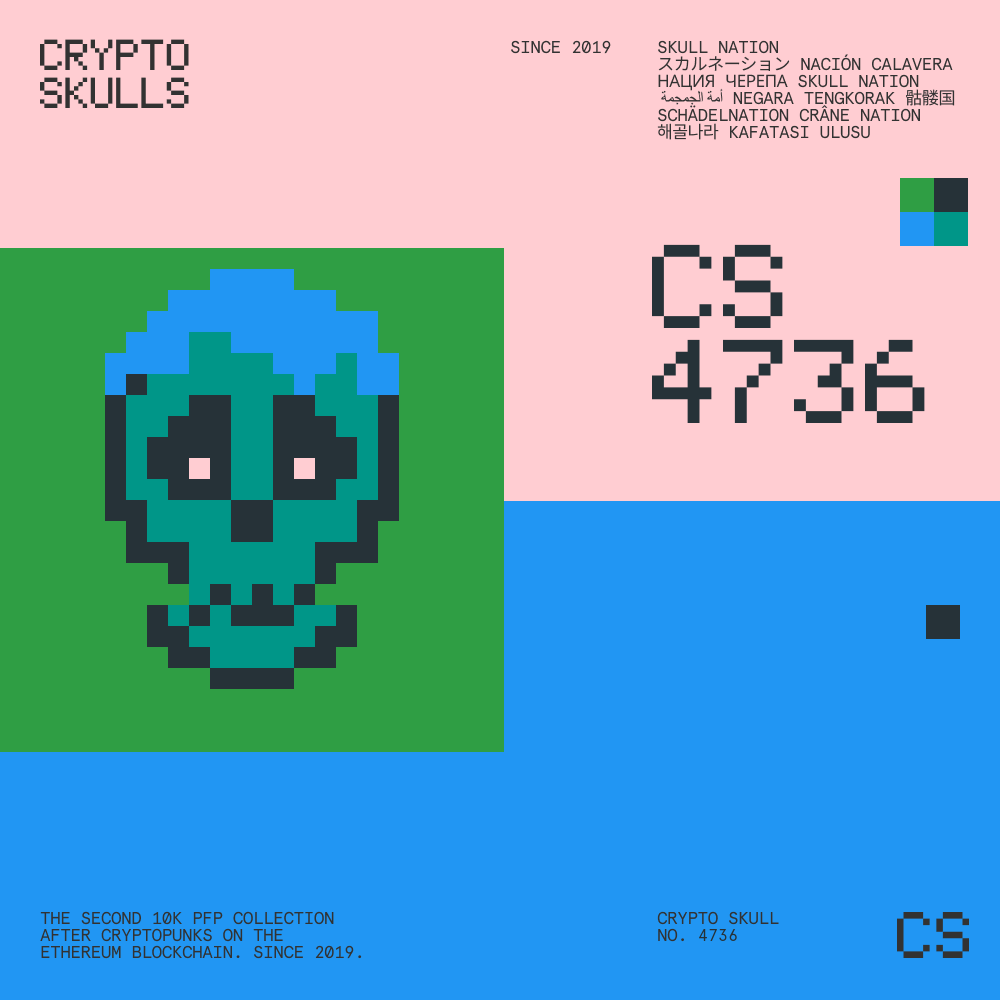 CRYPTO
SKULLS
SINCE 2019
SKULL NATION
スカルネーション NACIÓN CALAVERA
НАЦИЯ ЧЕРЕПА SKULL NATION
أمة الجمجمة NEGARA TENGKORAK 骷髅国
SCHÄDELNATION CRÂNE NATION
해골나라 KAFATASI ULUSU
CS
4736
THE SECOND 10K PFP COLLECTION
AFTER CRYPTOPUNKS ON THE
ETHEREUM BLOCKCHAIN. SINCE 2019.
CRYPTO SKULL
NO. 4736
CS